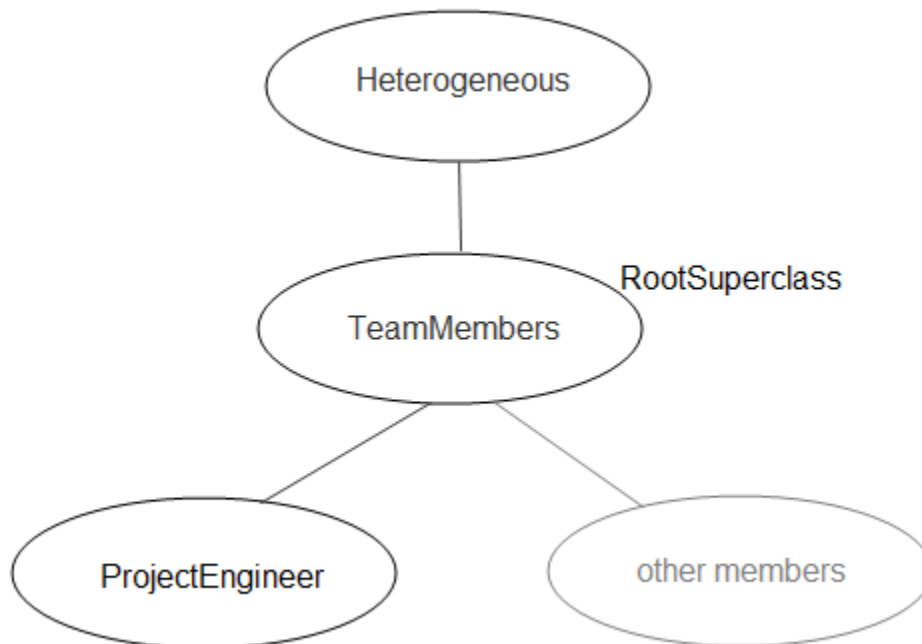 Heterogeneous
RootSuperclass
TeamMembers
ProjectEngineer
other members